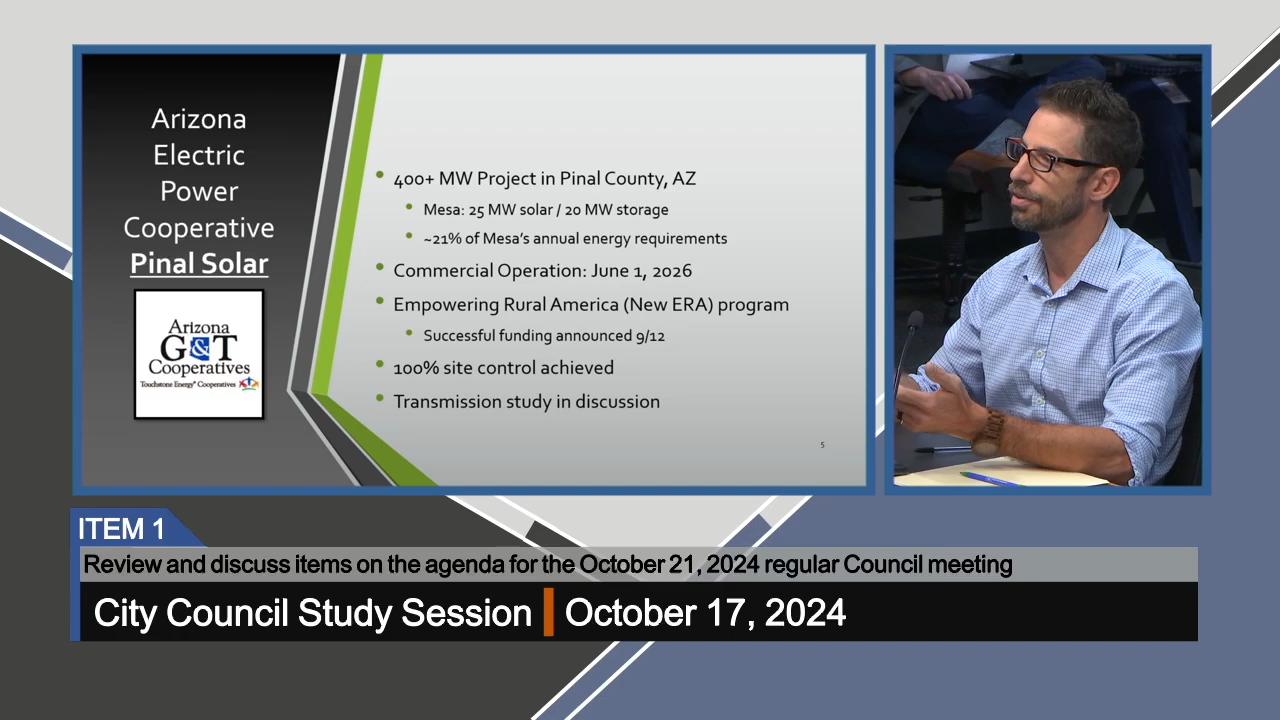 Arizona
Electric
Power
Cooperative
Pinal Solar
Arizona
G&T
Cooperatives
Touchstone Energy® Cooperatives
400+ MW Project in Pinal County, AZ
Mesa: 25 MW solar / 20 MW storage
~21% of Mesa's annual energy requirements
Commercial Operation: June 1, 2026
Empowering Rural America (New ERA) program
Successful funding announced 9/12
100% site control achieved
Transmission study in discussion
5
ITEM 1
Review and discuss items on the agenda for the October 21, 2024 regular Council meeting
City Council Study Session | October 17, 2024